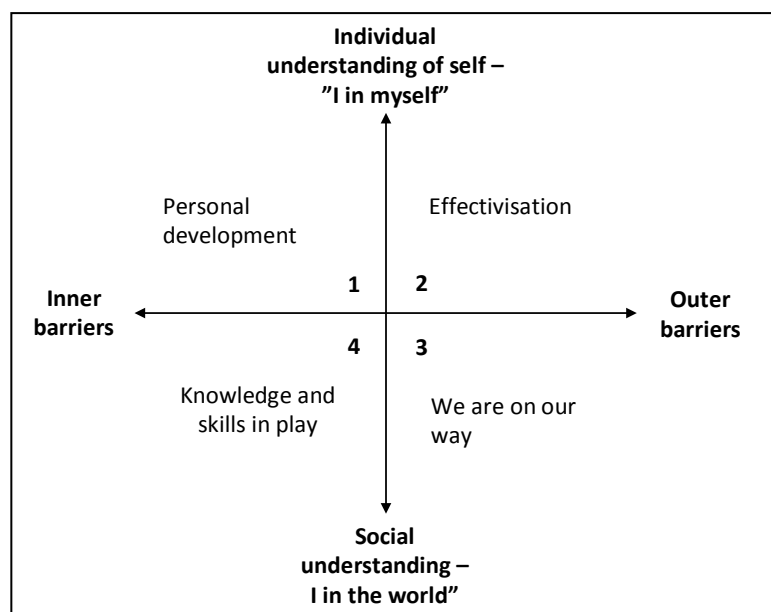 Individual
understanding of self –
”I in myself”
Personal
development
Effectivisation
1
2
Inner
barriers
Outer
barriers
4
3
Knowledge and
skills in play
We are on our
way
Social
understanding –
I in the world”